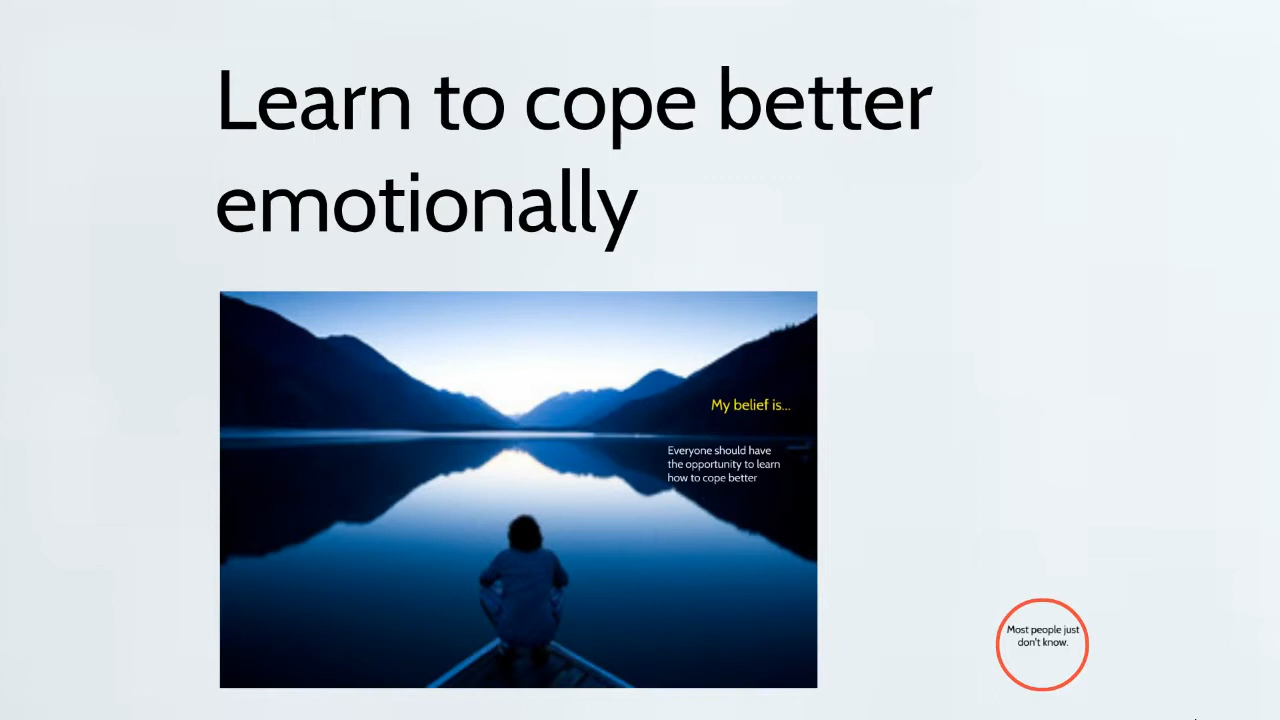 Learn to cope better
emotionally
My belief is...
Everyone should have
the opportunity to learn
how to cope better
Most people just
don't know.